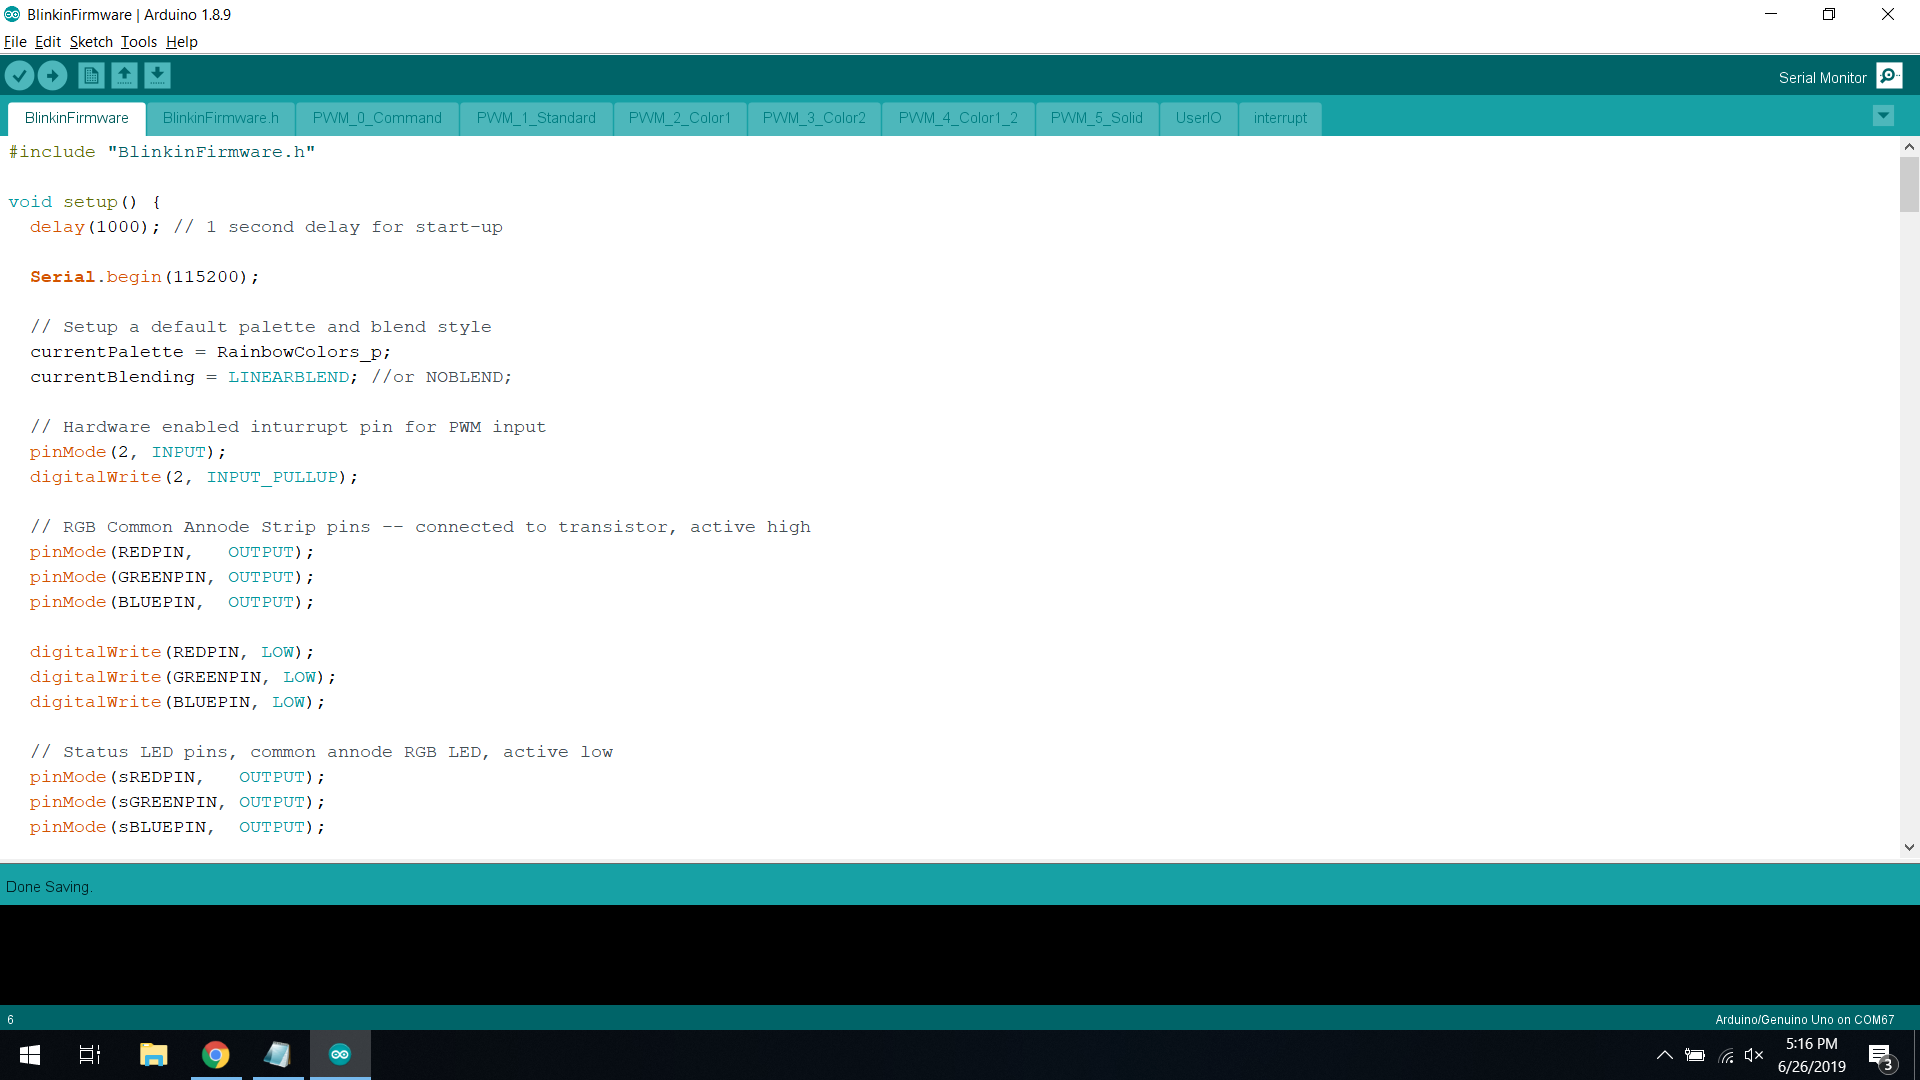 BlinkinFirmware | Arduino 1.8.9
File Edit Sketch Tools Help
Serial Monitor
BlinkinFirmware BlinkinFirmware.h PWM_0_Command PWM_1_Standard PWM_2_Color1 PWM_3_Color2 PWM_4_Color1_2 PWM_5_Solid UserIO interrupt
#include "BlinkinFirmware.h"
void setup() {
  delay(1000); // 1 second delay for start-up
  Serial.begin(115200);
  // Setup a default palette and blend style
  currentPalette = RainbowColors_p;
  currentBlending = LINEARBLEND; //or NOBLEND;
  // Hardware enabled inturrupt pin for PWM input
  pinMode(2, INPUT);
  digitalWrite(2, INPUT_PULLUP);
  // RGB Common Annode Strip pins -- connected to transistor, active high
  pinMode(REDPIN,   OUTPUT);
  pinMode(GREENPIN, OUTPUT);
  pinMode(BLUEPIN,  OUTPUT);
  digitalWrite(REDPIN, LOW);
  digitalWrite(GREENPIN, LOW);
  digitalWrite(BLUEPIN, LOW);
  // Status LED pins, common annode RGB LED, active low
  pinMode(sREDPIN,   OUTPUT);
  pinMode(sGREENPIN, OUTPUT);
  pinMode(sBLUEPIN,  OUTPUT);
Done Saving.
6
Arduino/Genuino Uno on COM67
5:16 PM
6/26/2019
3